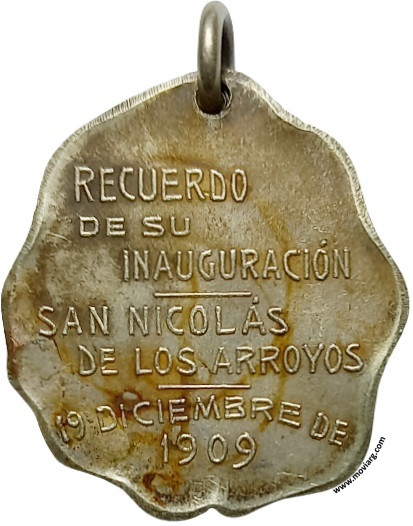 RECUERDO
DE SU
INAUGURACIÓN
SAN NICOLÁS
DE LOS ARROYOS
19 DICIEMBRE DE
1909
www.moviarg.com